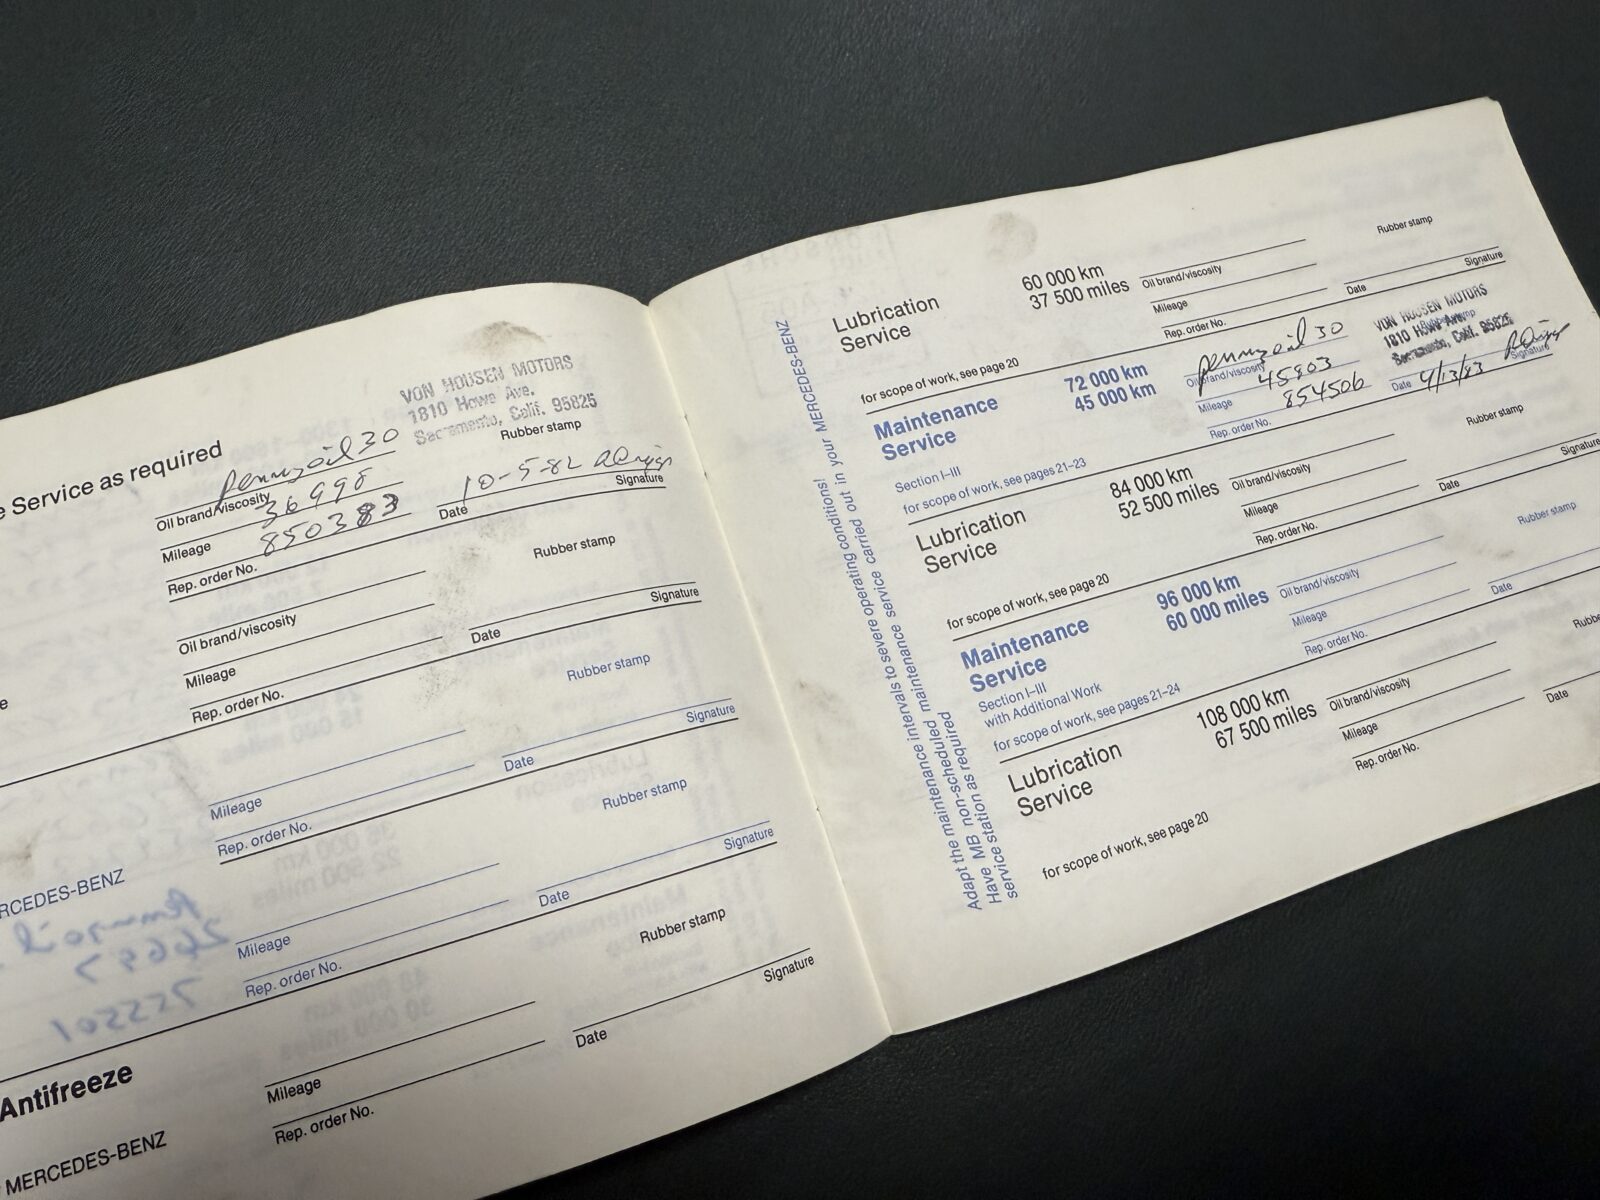 e Service as required
Pennzoil 30
Oil brand/viscosity
36998
Mileage
850383
Rep. order No.
VON HOUSEN MOTORS
1810 Howe Ave.
Sacramento, Calif. 95825
Rubber stamp
10-5-82
Date
Signature
Oil brand/viscosity
Mileage
Rep. order No.
Rubber stamp
Date
Signature
Mileage
Rep. order No.
Rubber stamp
Date
Signature
RCEDES-BENZ
Mileage
Rep. order No.
Rubber stamp
Date
Signature
Antifreeze
MERCEDES-BENZ
Mileage
Rep. order No.
Rubber stamp
Date
Signature
Adapt the maintenance intervals to severe operating conditions!
Have MB non-scheduled maintenance service carried out in your MERCEDES-BENZ
service station as required
Lubrication
Service
60 000 km
37 500 miles
for scope of work, see page 20
Oil brand/viscosity
Mileage
Rep. order No.
Rubber stamp
Date
Signature
Maintenance
Service
72 000 km
45 000 km
Section I–III
for scope of work, see pages 21–23
Pennzoil 30
Oil brand/viscosity
45903
Mileage
854506
Rep. order No.
VON HOUSEN MOTORS
Rubber stamp
1810 Howe Ave.
Sacramento, Calif. 95825
Signature
Date 4/13/83
Lubrication
Service
84 000 km
52 500 miles
for scope of work, see page 20
Oil brand/viscosity
Mileage
Rep. order No.
Rubber stamp
Date
Signature
Maintenance
Service
96 000 km
60 000 miles
Section I–III
with Additional Work
for scope of work, see pages 21–24
Oil brand/viscosity
Mileage
Rep. order No.
Rubber stamp
Date
Lubrication
Service
108 000 km
67 500 miles
for scope of work, see page 20
Oil brand/viscosity
Mileage
Rep. order No.
Rubbe
Date